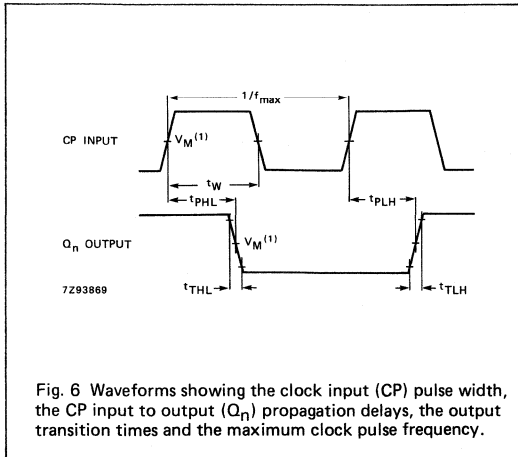 1/fmax
CP INPUT
VM(1)
tW
tPHL
tPLH
Qn OUTPUT
VM(1)
7Z93869
tTHL
tTLH
Fig. 6 Waveforms showing the clock input (CP) pulse width,
the CP input to output (Qn) propagation delays, the output
transition times and the maximum clock pulse frequency.